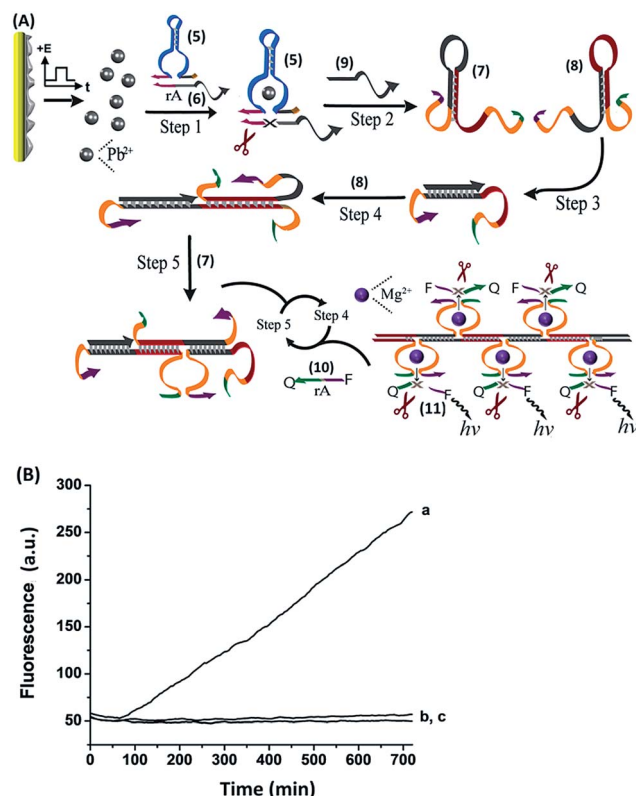 (A)
+E
t
Pb2+
(5)
rA (6)
Step 1
(5)
(9)
Step 2
(7)
(8)
Step 3
(8)
Step 4
Step 5 (7)
Step 5 Step 4
(10)
Q rA F
Mg2+
F Q F Q
Q F Q F Q F
(11)
hν hν hν
(B)
Fluorescence (a.u.)
300
250
200
150
100
50
a
b, c
0 100 200 300 400 500 600 700
Time (min)